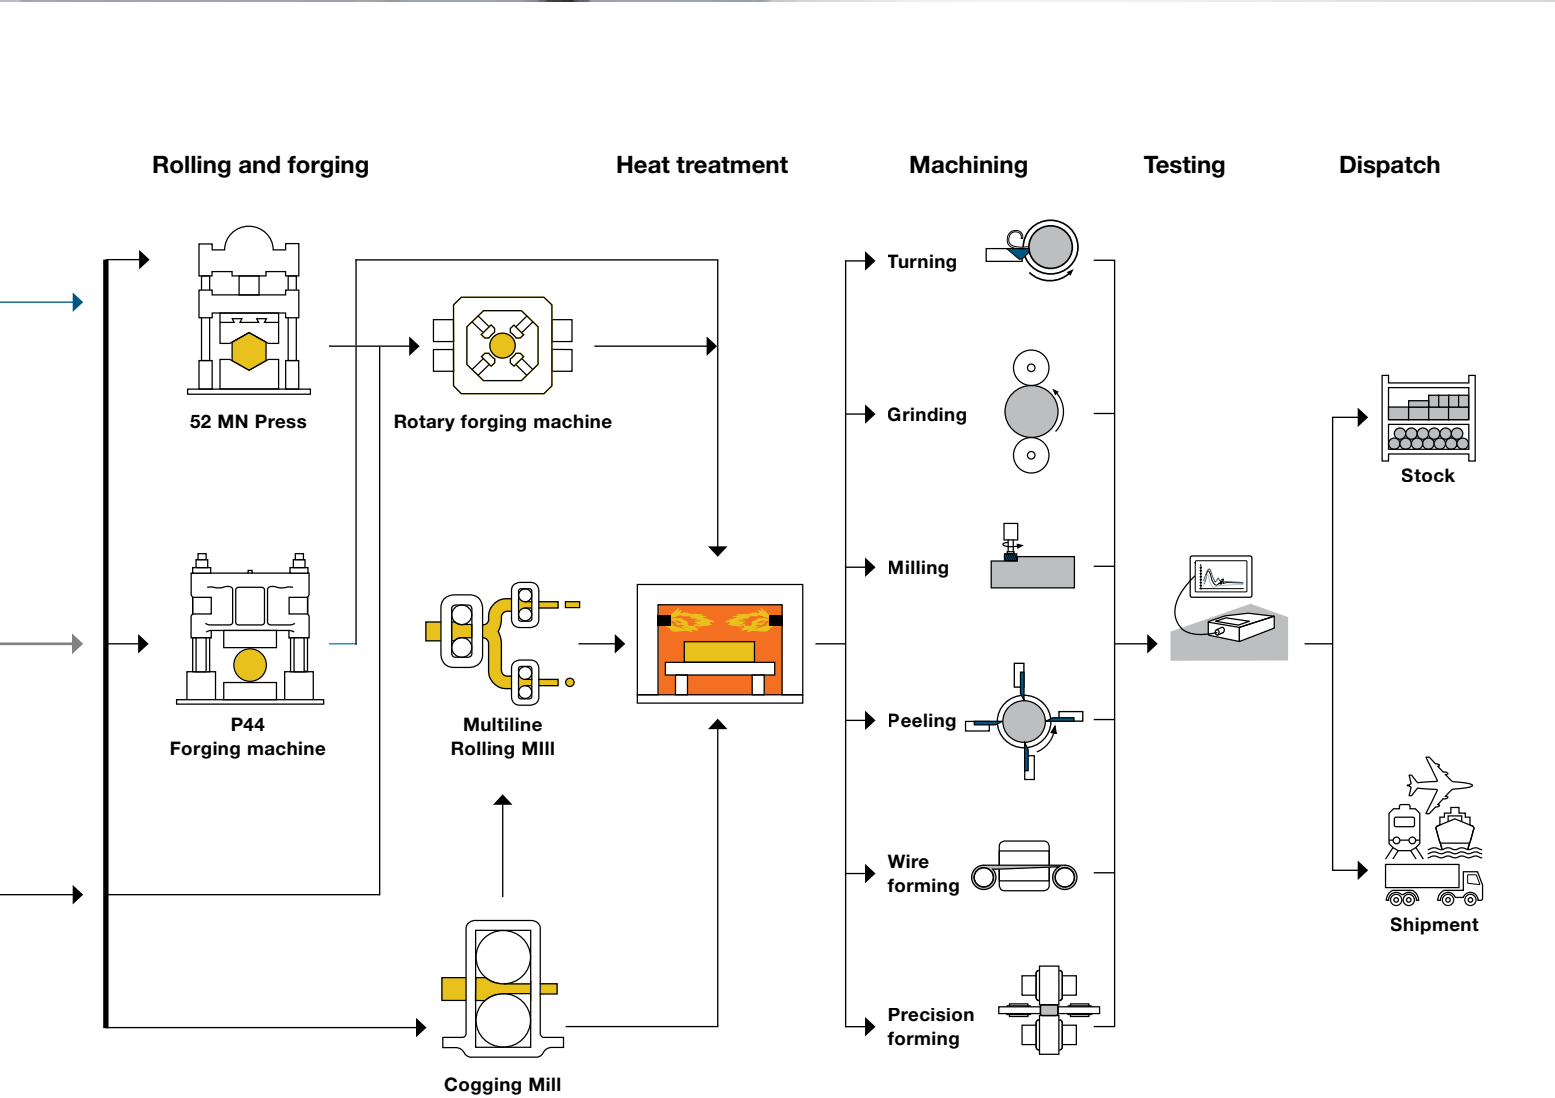 Rolling and forging
Heat treatment
Machining
Testing
Dispatch
52 MN Press
Rotary forging machine
P44
Forging machine
Multiline
Rolling MIll
Cogging Mill
Turning
Grinding
Milling
Peeling
Wire
forming
Precision
forming
Stock
Shipment